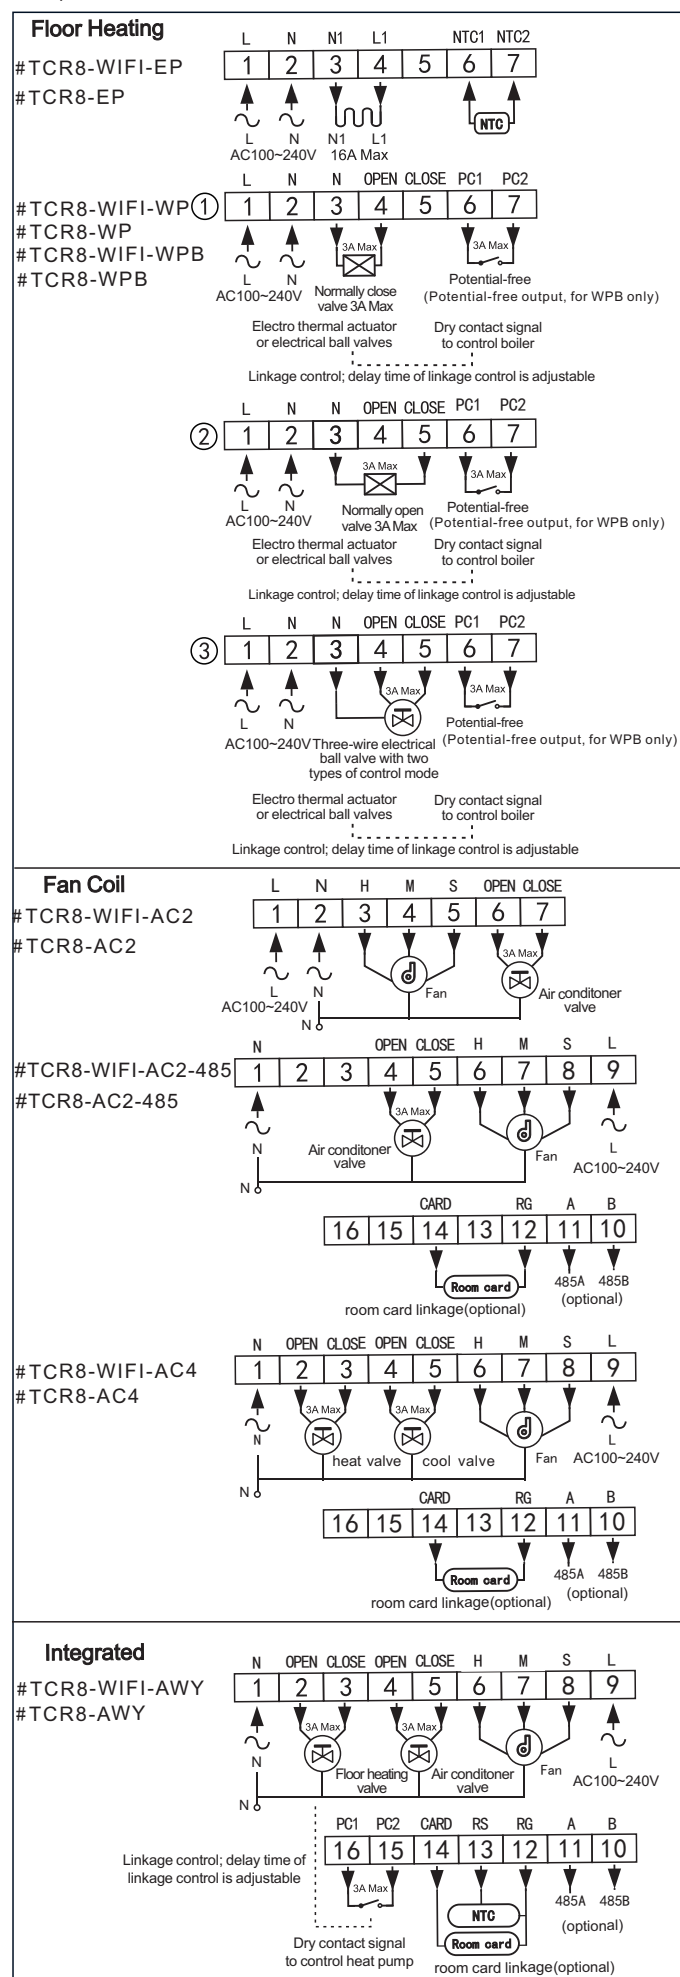 Floor Heating
L N N1 L1 NTC1 NTC2
#TCR8-WIFI-EP 1 2 3 4 5 6 7
#TCR8-EP
NTC
L N N1 L1
AC100~240V 16A Max
L N N OPEN CLOSE PC1 PC2
#TCR8-WIFI-WP ① 1 2 3 4 5 6 7
#TCR8-WP
#TCR8-WIFI-WPB 3A Max 3A Max
#TCR8-WPB
L N Normally close Potential-free
AC100~240V valve 3A Max (Potential-free output, for WPB only)
Electro thermal actuator Dry contact signal
or electrical ball valves to control boiler
Linkage control; delay time of linkage control is adjustable
L N N OPEN CLOSE PC1 PC2
② 1 2 3 4 5 6 7
3A Max 3A Max
L N Normally open Potential-free
AC100~240V valve 3A Max (Potential-free output, for WPB only)
Electro thermal actuator Dry contact signal
or electrical ball valves to control boiler
Linkage control; delay time of linkage control is adjustable
L N N OPEN CLOSE PC1 PC2
③ 1 2 3 4 5 6 7
3A Max 3A Max
L N Potential-free
AC100~240V Three-wire electrical (Potential-free output, for WPB only)
ball valve with two
types of control mode
Electro thermal actuator Dry contact signal
or electrical ball valves to control boiler
Linkage control; delay time of linkage control is adjustable
Fan Coil
L N H M S OPEN CLOSE
#TCR8-WIFI-AC2 1 2 3 4 5 6 7
#TCR8-AC2
3A Max
L N Fan Air conditoner
AC100~240V valve
N
N OPEN CLOSE H M S L
#TCR8-WIFI-AC2-485 1 2 3 4 5 6 7 8 9
#TCR8-AC2-485
3A Max
N Air conditoner Fan L
valve AC100~240V
N
CARD RG A B
16 15 14 13 12 11 10
Room card 485A 485B
room card linkage(optional) (optional)
N OPEN CLOSE OPEN CLOSE H M S L
#TCR8-WIFI-AC4 1 2 3 4 5 6 7 8 9
#TCR8-AC4
3A Max 3A Max
N L
heat valve cool valve Fan AC100~240V
N
CARD RG A B
16 15 14 13 12 11 10
Room card 485A 485B
room card linkage(optional) (optional)
Integrated
N OPEN CLOSE OPEN CLOSE H M S L
#TCR8-WIFI-AWY 1 2 3 4 5 6 7 8 9
#TCR8-AWY
3A Max 3A Max
N Floor heating Air conditoner Fan L
valve valve AC100~240V
N
PC1 PC2 CARD RS RG A B
16 15 14 13 12 11 10
Linkage control; delay time of
linkage control is adjustable
3A Max NTC 485A 485B
(optional)
Dry contact signal Room card
to control heat pump room card linkage(optional)